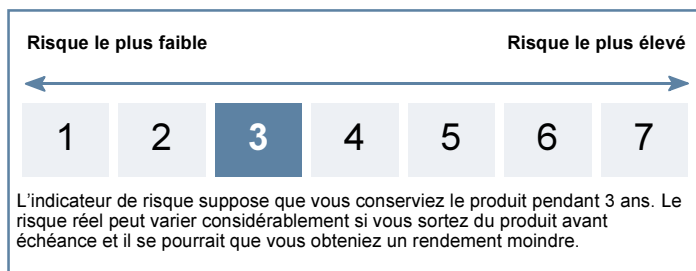 Risque le plus faible Risque le plus élevé
1 2 3 4 5 6 7
L'indicateur de risque suppose que vous conserviez le produit pendant 3 ans. Le
risque réel peut varier considérablement si vous sortez du produit avant
échéance et il se pourrait que vous obteniez un rendement moindre.